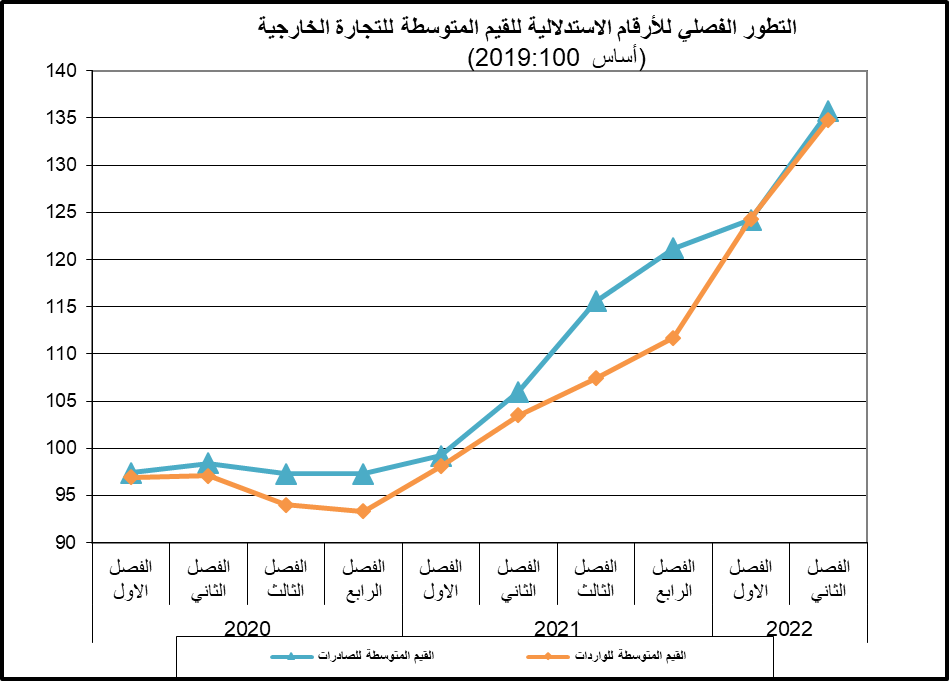 التطور الفصلي للأرقام الاستدلالية للقيم المتوسطة للتجارة الخارجية
(أساس 100:2019)
140
135
130
125
120
115
110
105
100
95
90
الفصل الاول
الفصل الثاني
الفصل الثالث
الفصل الرابع
الفصل الاول
الفصل الثاني
الفصل الثالث
الفصل الرابع
الفصل الاول
الفصل الثاني
2020
2021
2022
القيم المتوسطة للصادرات
القيم المتوسطة للواردات